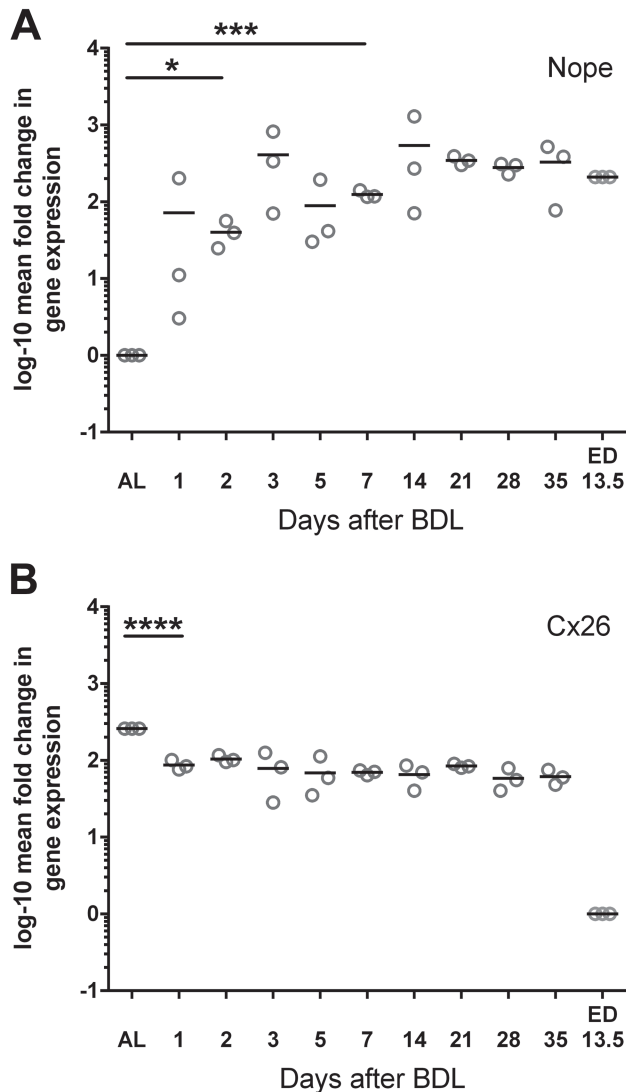 A
***
*
Nope
4
3
2
1
0
-1
log-10 mean fold change in
gene expression
ED
AL 1 2 3 5 7 14 21 28 35 13.5
Days after BDL
B
****
Cx26
4
3
2
1
0
-1
log-10 mean fold change in
gene expression
ED
AL 1 2 3 5 7 14 21 28 35 13.5
Days after BDL